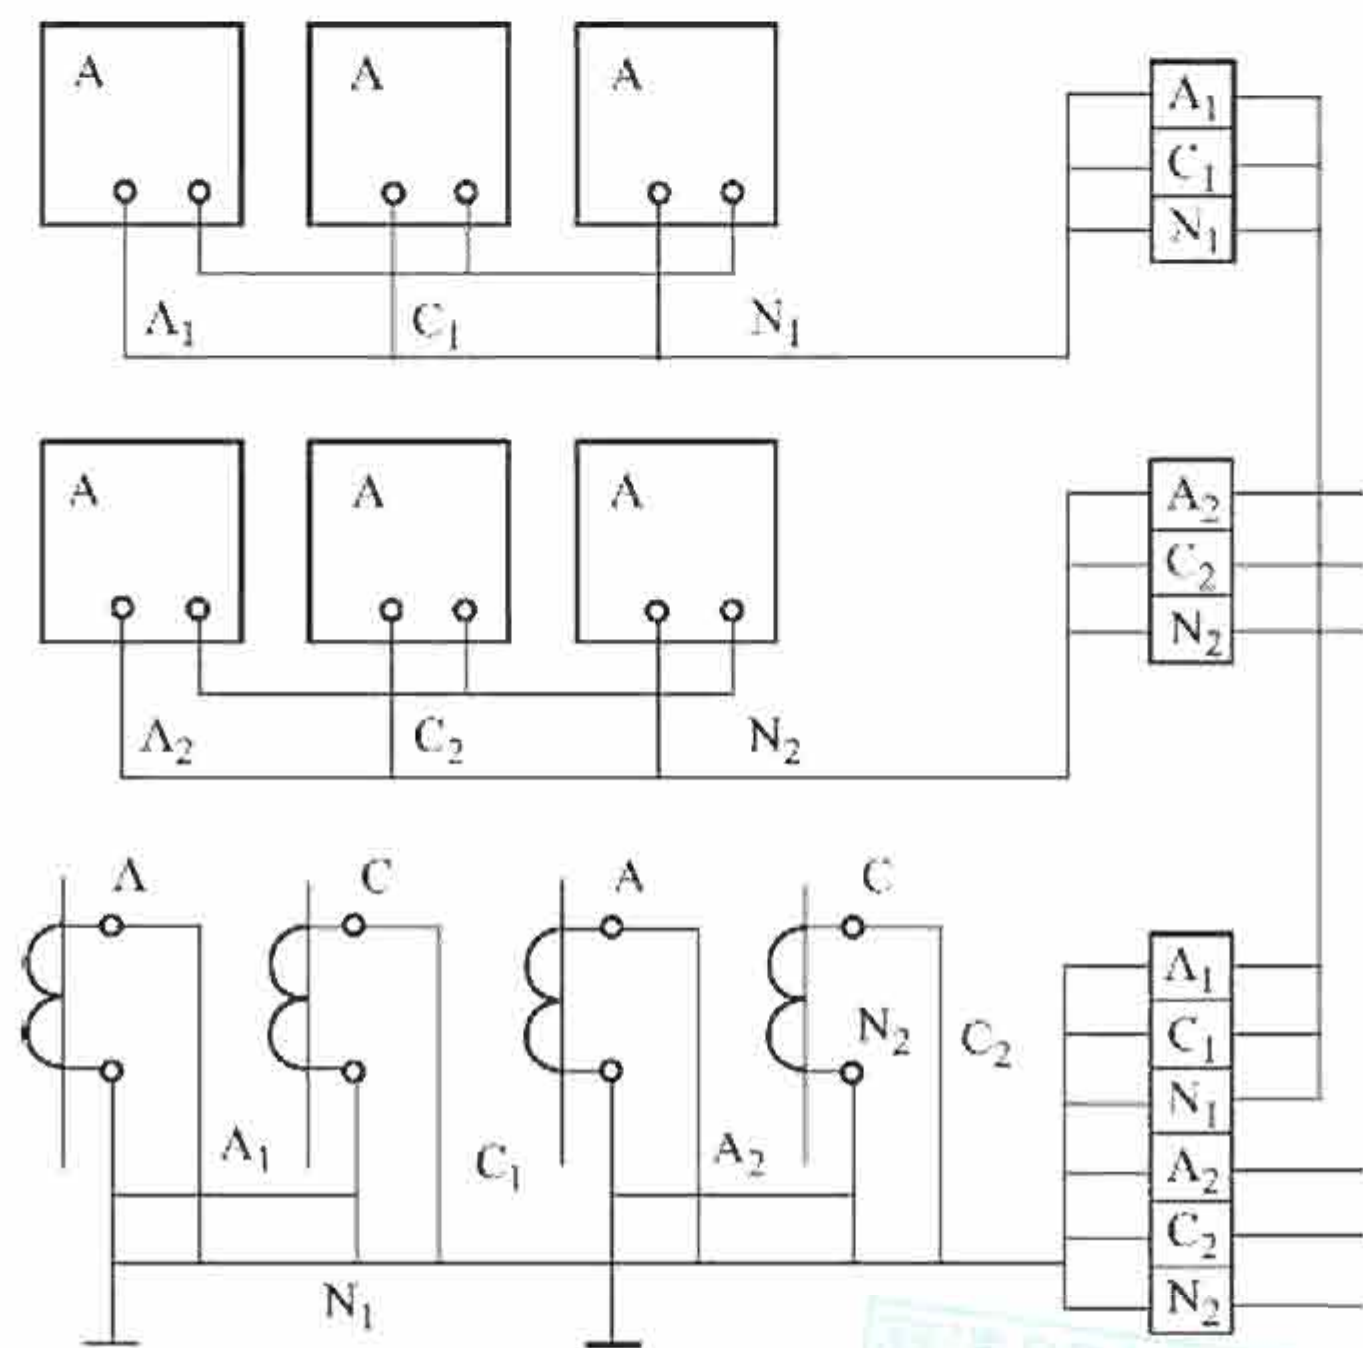 A A A
A₁
C₁
N₁
A₁ C₁ N₁
A A A
A₂
C₂
N₂
A₂ C₂ N₂
A C A C
N₂ C₂
A₁ C₁ A₂
N₁
A₁
C₁
N₁
A₂
C₂
N₂